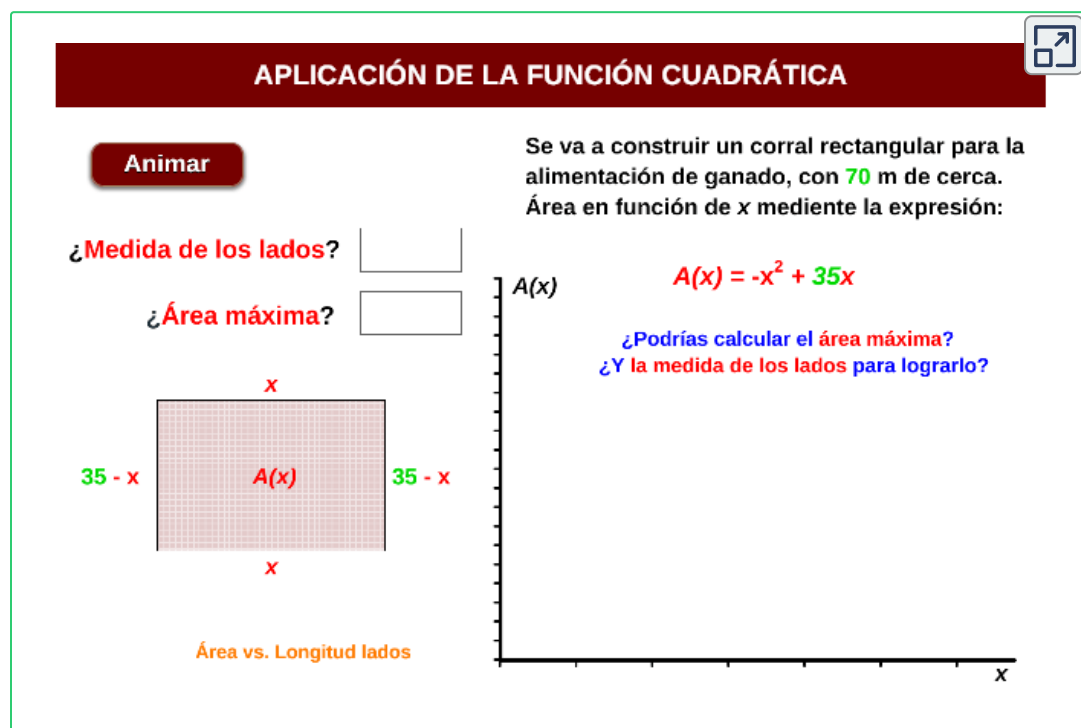 APLICACIÓN DE LA FUNCIÓN CUADRÁTICA
Animar
Se va a construir un corral rectangular para la
alimentación de ganado, con 70 m de cerca.
Área en función de x mediente la expresión:
¿Medida de los lados?
¿Área máxima?
A(x)
A(x) = -x² + 35x
¿Podrías calcular el área máxima?
¿Y la medida de los lados para lograrlo?
x
35 - x
A(x)
35 - x
x
Área vs. Longitud lados
x